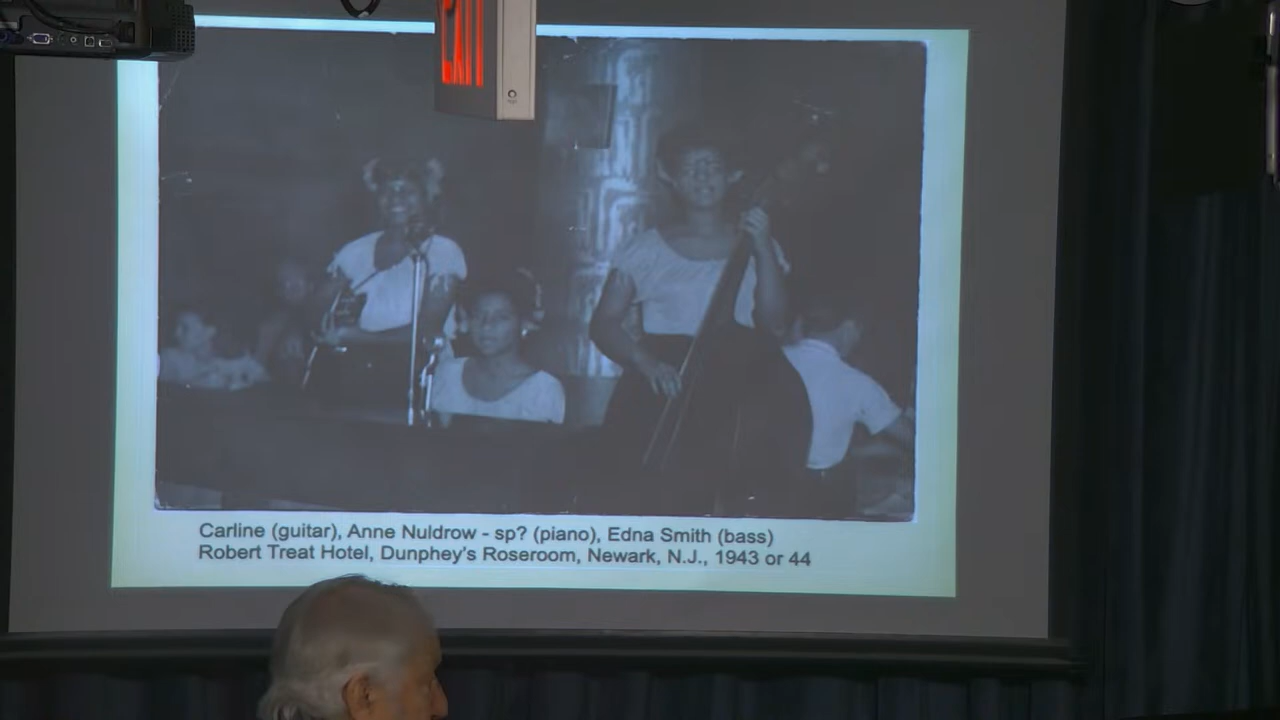 Carline (guitar), Anne Nuldrow - sp? (piano), Edna Smith (bass)
Robert Treat Hotel, Dunphey's Roseroom, Newark, N.J., 1943 or 44